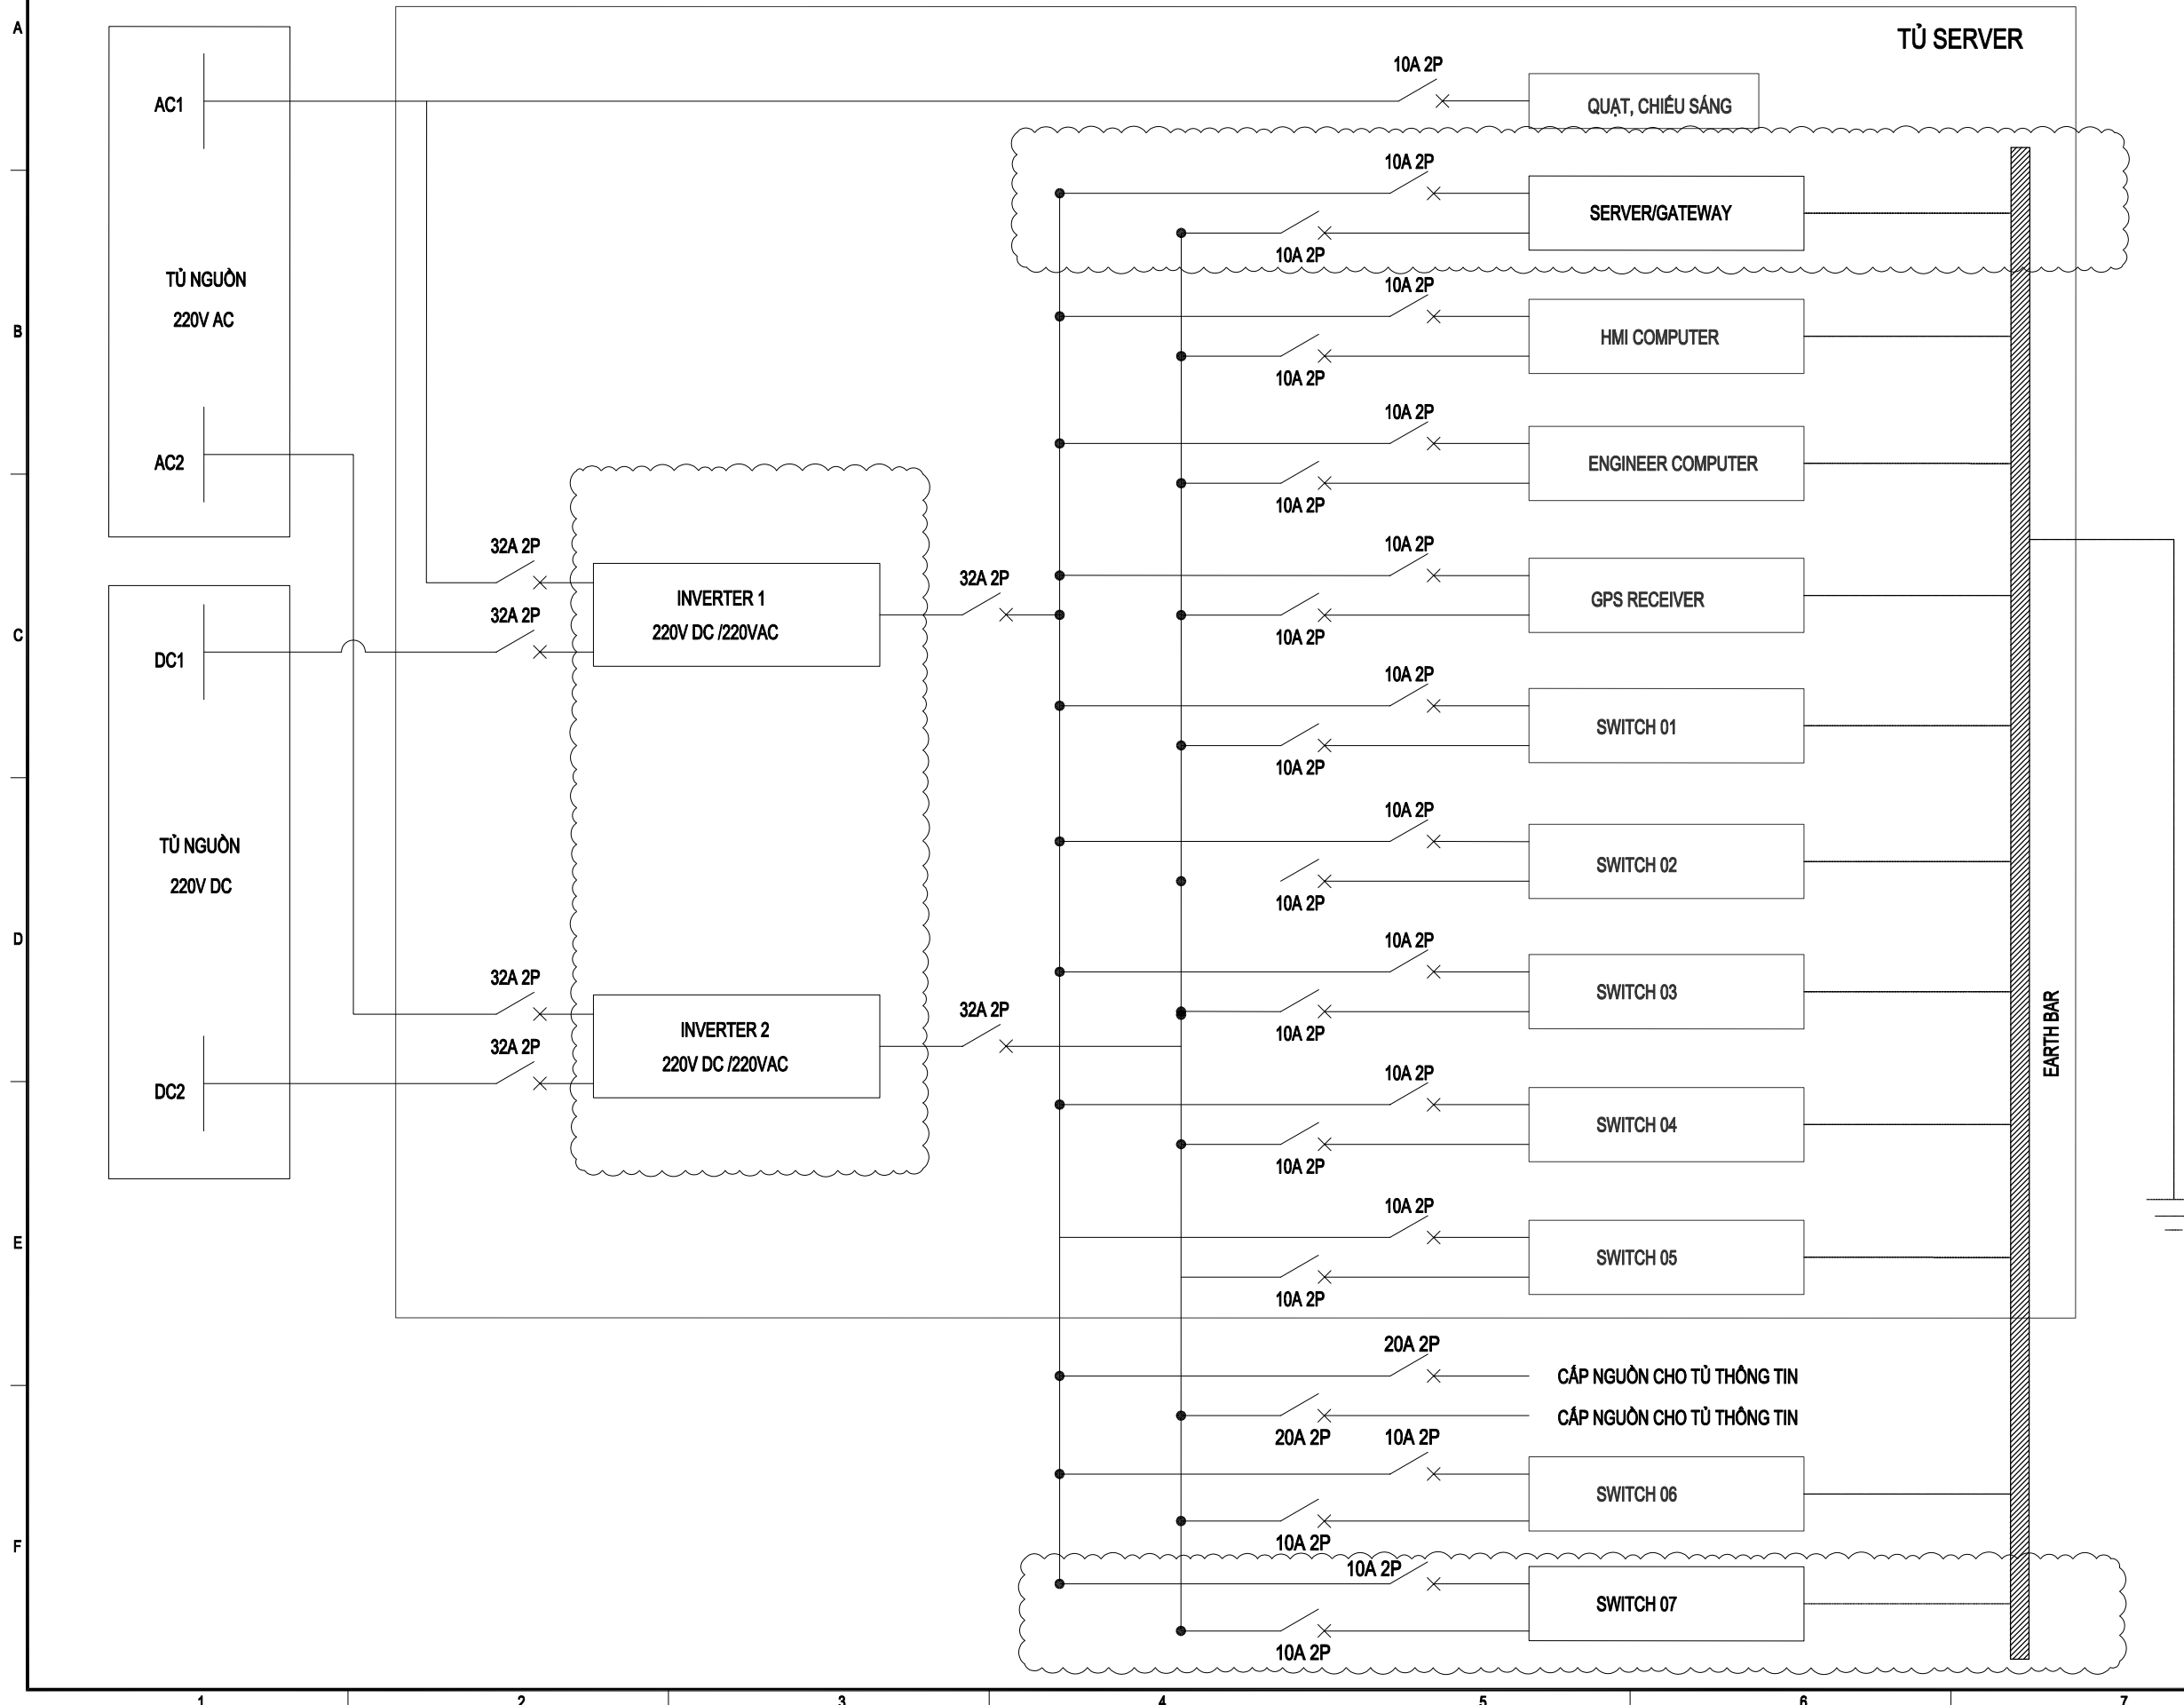 A
TỦ SERVER
10A 2P
AC1
QUẠT, CHIẾU SÁNG
10A 2P
SERVER/GATEWAY
10A 2P
TỦ NGUỒN
220V AC
B
10A 2P
HMI COMPUTER
10A 2P
10A 2P
AC2
ENGINEER COMPUTER
10A 2P
32A 2P
INVERTER 1
220V DC /220VAC
32A 2P
32A 2P
10A 2P
GPS RECEIVER
10A 2P
C
DC1
10A 2P
SWITCH 01
10A 2P
TỦ NGUỒN
220V DC
10A 2P
SWITCH 02
10A 2P
D
10A 2P
SWITCH 03
10A 2P
32A 2P
INVERTER 2
220V DC /220VAC
32A 2P
32A 2P
EARTH BAR
DC2
10A 2P
SWITCH 04
10A 2P
E
10A 2P
SWITCH 05
10A 2P
20A 2P
CẤP NGUỒN CHO TỦ THÔNG TIN
CẤP NGUỒN CHO TỦ THÔNG TIN
20A 2P
10A 2P
SWITCH 06
10A 2P
F
10A 2P
SWITCH 07
10A 2P
1 2 3 4 5 6 7